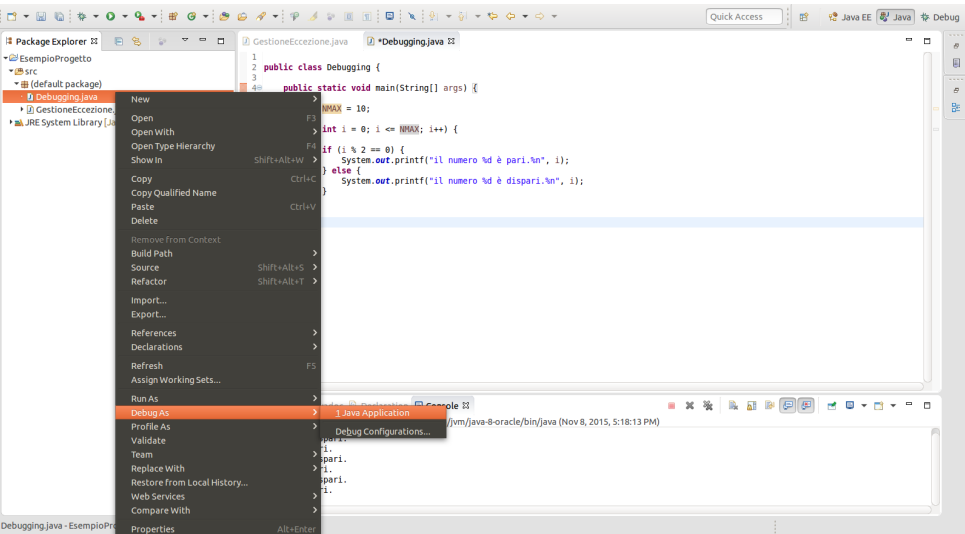 Quick Access
Java EE
Java
Debug
Package Explorer
GestioneEccezione.java
*Debugging.java
EsempioProgetto
src
(default package)
Debugging.java
GestioneEccezione.
JRE System Library [Ja
1
2 public class Debugging {
3
4 public static void main(String[] args) {
NMAX = 10;
int i = 0; i <= NMAX; i++) {
if (i % 2 == 0) {
System.out.printf("il numero %d è pari.%n", i);
} else {
System.out.printf("il numero %d è dispari.%n", i);
}
New
Open F3
Open With
Open Type Hierarchy F4
Show In Shift+Alt+W
Copy Ctrl+C
Copy Qualified Name
Paste Ctrl+V
Delete
Remove from Context
Build Path
Source Shift+Alt+S
Refactor Shift+Alt+T
Import...
Export...
References
Declarations
Refresh F5
Assign Working Sets...
Run As
Debug As
Profile As
Validate
Team
Replace With
Restore from Local History...
Web Services
Compare With
Properties Alt+Enter
1 Java Application
Debug Configurations...
Declaration
Console
/jvm/java-8-oracle/bin/java (Nov 8, 2015, 5:18:13 PM)
spari.
ri.
spari.
ri.
spari.
ri.
Debugging.java - EsempioPr